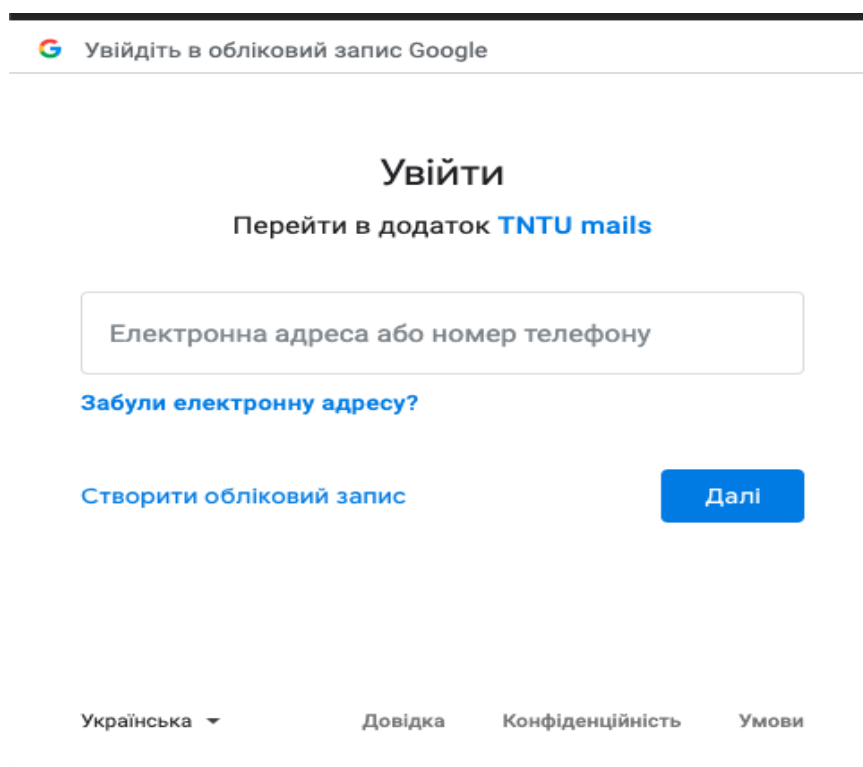 Увійдіть в обліковий запис Google
Увійти
Перейти в додаток TNTU mails
Електронна адреса або номер телефону
Забули електронну адресу?
Створити обліковий запис Далі
Українська Довідка Конфіденційність Умови